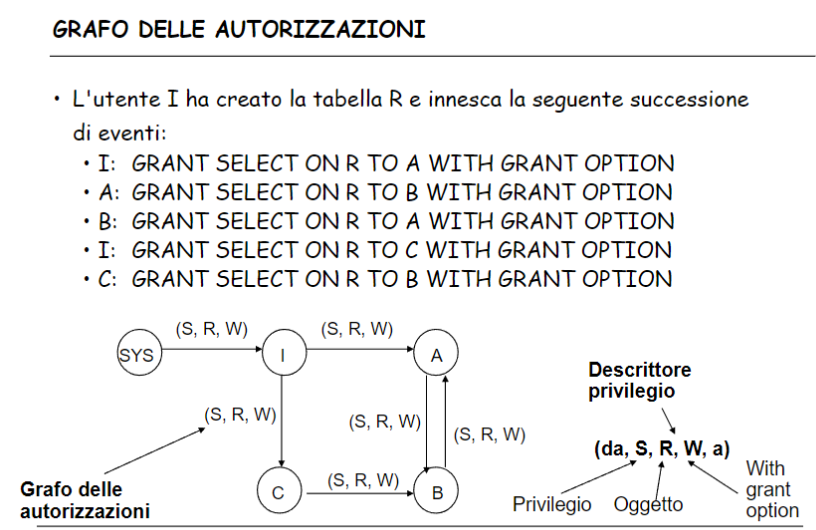 GRAFO DELLE AUTORIZZAZIONI
• L'utente I ha creato la tabella R e innesca la seguente successione
di eventi:
• I: GRANT SELECT ON R TO A WITH GRANT OPTION
• A: GRANT SELECT ON R TO B WITH GRANT OPTION
• B: GRANT SELECT ON R TO A WITH GRANT OPTION
• I: GRANT SELECT ON R TO C WITH GRANT OPTION
• C: GRANT SELECT ON R TO B WITH GRANT OPTION
(S, R, W)
(S, R, W)
SYS
I
A
(S, R, W)
(S, R, W)
(S, R, W)
C
(S, R, W)
B
Grafo delle
autorizzazioni
Descrittore
privilegio
(da, S, R, W, a)
Privilegio
Oggetto
With
grant
option